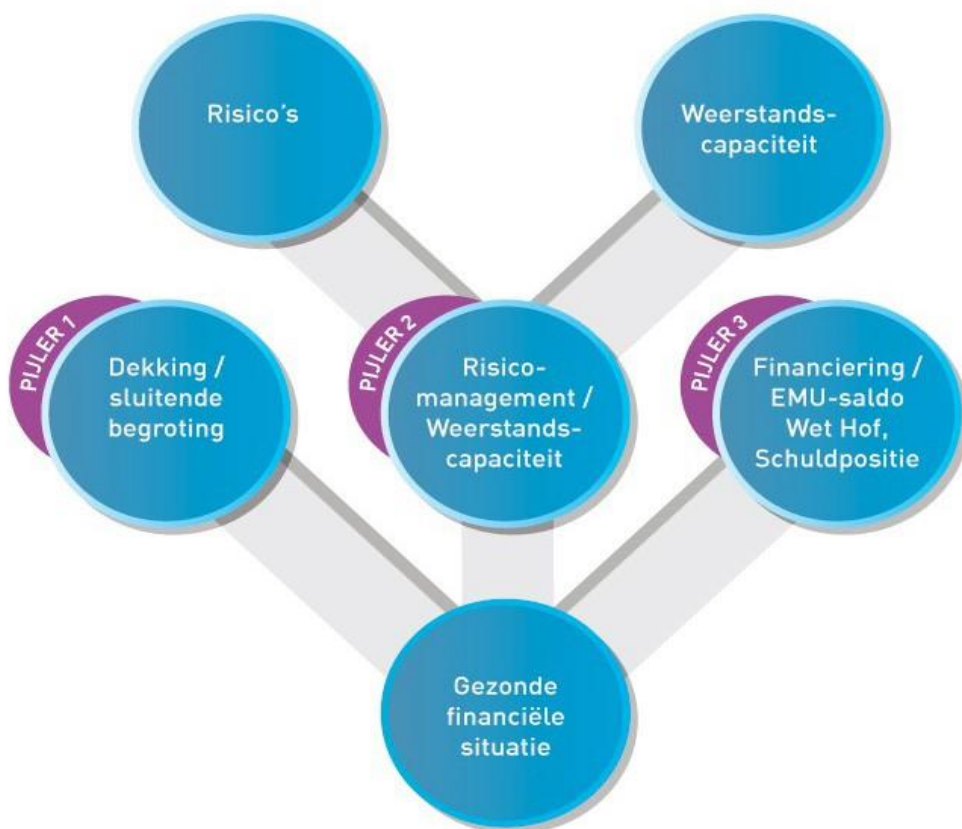 Risico's
Weerstands-
capaciteit
PIJLER 1
Dekking /
sluitende
begroting
PIJLER 2
Risico-
management /
Weerstands-
capaciteit
PIJLER 3
Financiering /
EMU-saldo
Wet Hof,
Schuldpositie
Gezonde
financiële
situatie